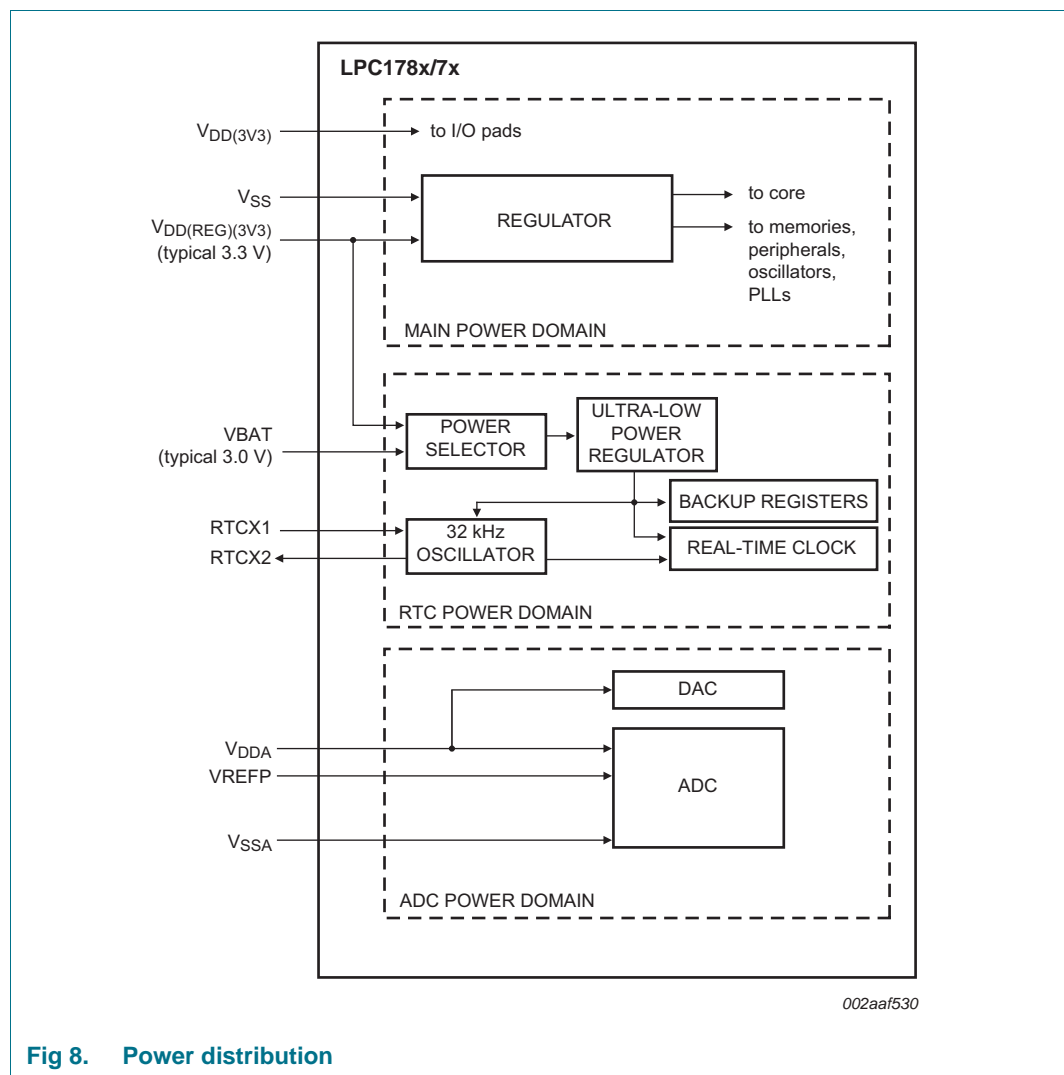 LPC178x/7x
VDD(3V3)
to I/O pads
VSS
REGULATOR
to core
VDD(REG)(3V3)
(typical 3.3 V)
to memories,
peripherals,
oscillators,
PLLs
MAIN POWER DOMAIN
VBAT
(typical 3.0 V)
POWER
SELECTOR
ULTRA-LOW
POWER
REGULATOR
BACKUP REGISTERS
RTCX1
RTCX2
32 kHz
OSCILLATOR
REAL-TIME CLOCK
RTC POWER DOMAIN
DAC
VDDA
VREFP
ADC
VSSA
ADC POWER DOMAIN
002aaf530
Fig 8. Power distribution